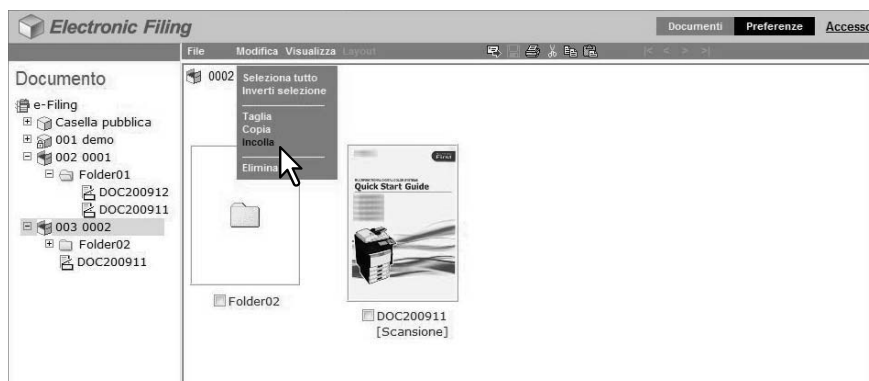 Electronic Filing
Documenti Preferenze Accesso
File Modifica Visualizza Layout
Documento
e-Filing
Casella pubblica
001 demo
002 0001
Folder01
DOC200912
DOC200911
003 0002
Folder02
DOC200911
0002
Seleziona tutto
Inverti selezione
Taglia
Copia
Incolla
Elimina
Quick Start Guide
Folder02
DOC200911
[Scansione]